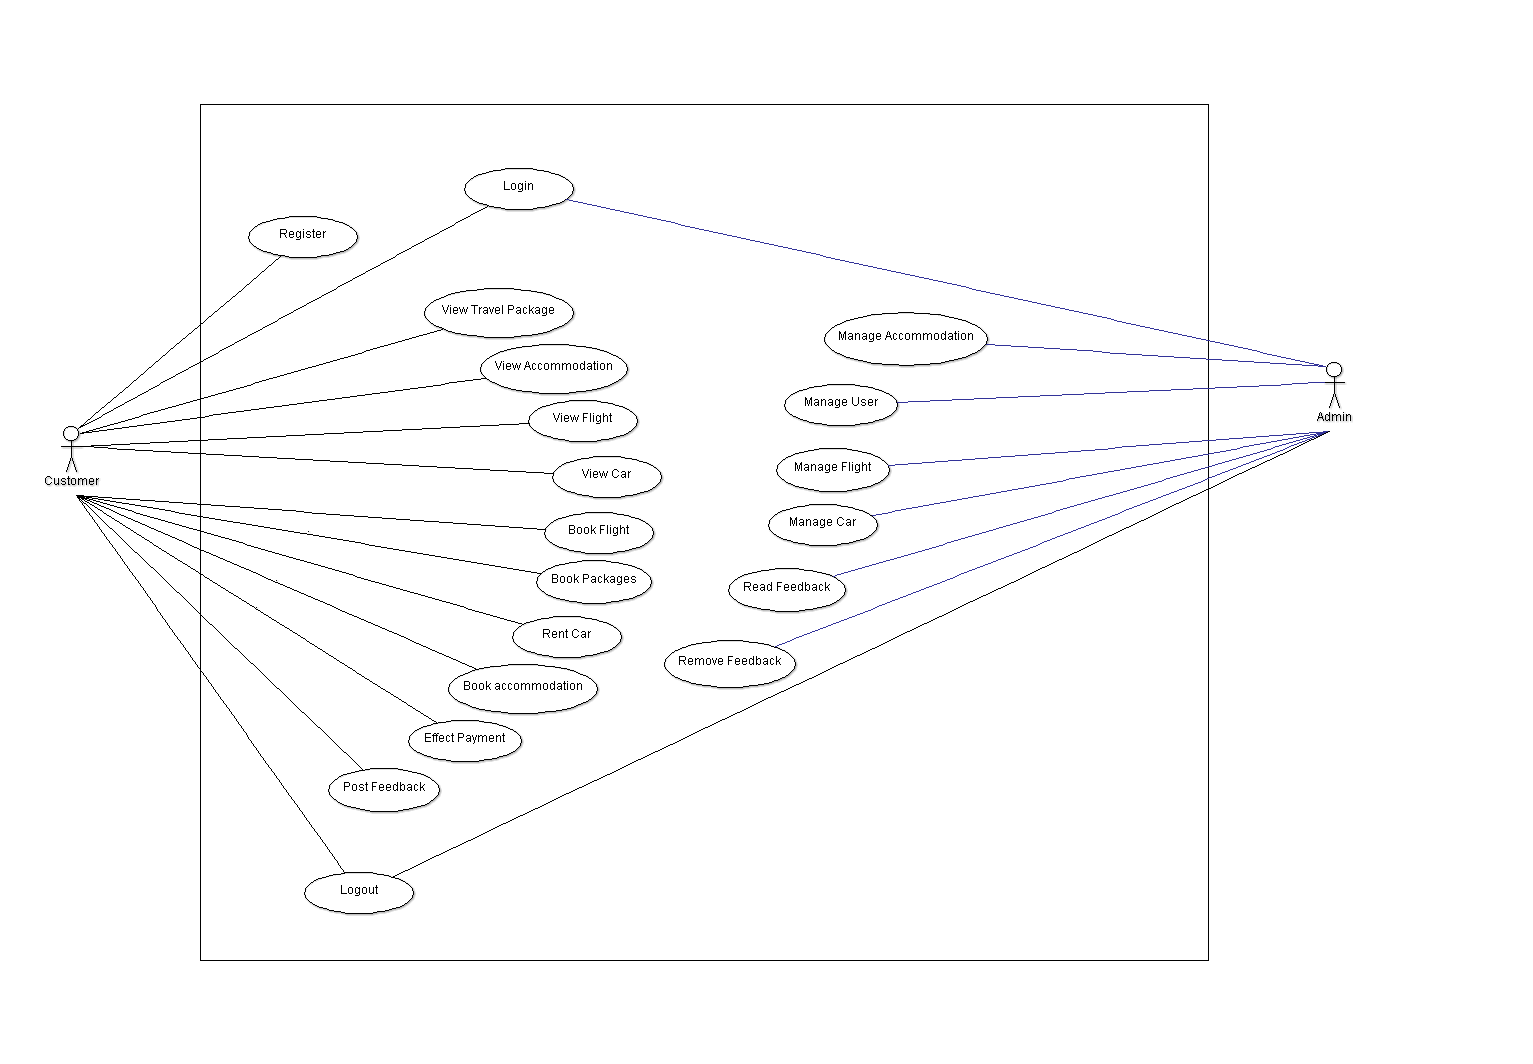 Login
Register
View Travel Package
Manage Accommodation
View Accommodation
Manage User
View Flight
Admin
Manage Flight
View Car
Customer
Manage Car
Book Flight
Book Packages
Read Feedback
Rent Car
Remove Feedback
Book accommodation
Effect Payment
Post Feedback
Logout